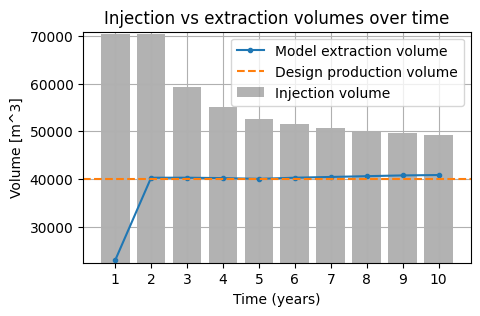 Injection vs extraction volumes over time
Volume [m^3]
70000
60000
50000
40000
30000
Model extraction volume
Design production volume
Injection volume
1 2 3 4 5 6 7 8 9 10
Time (years)